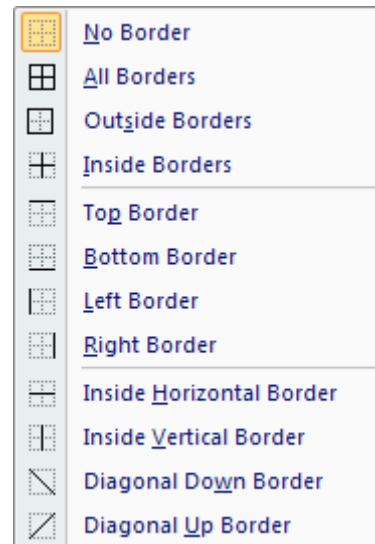 No Border
All Borders
Outside Borders
Inside Borders
Top Border
Bottom Border
Left Border
Right Border
Inside Horizontal Border
Inside Vertical Border
Diagonal Down Border
Diagonal Up Border